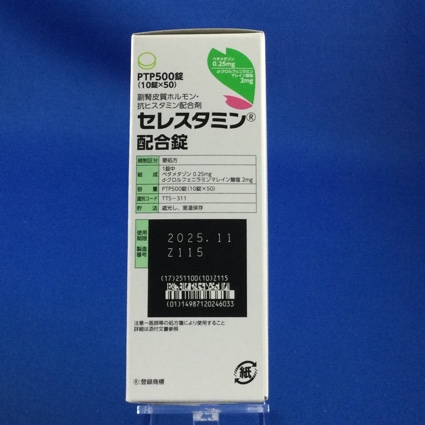 PTP500錠
(10錠×50)
ベタメタゾン
0.25mg
d-クロルフェニラミン
マレイン酸塩
2mg
副腎皮質ホルモン・
抗ヒスタミン配合剤
セレスタミン®
配合錠
規制区分 要処方
組成 1錠中
ベタメタゾン 0.25mg
d-クロルフェニラミンマレイン酸塩 2mg
容量 PTP500錠(10錠×50)
識別コード TTS-311
貯法 遮光し、室温保存
使用
期限 2025.11
製造
番号 Z115
(17)251100(10)Z115
(01)14987120246033
注意-医師等の処方箋により使用すること
詳細は添付文書参照
紙
®:登録商標